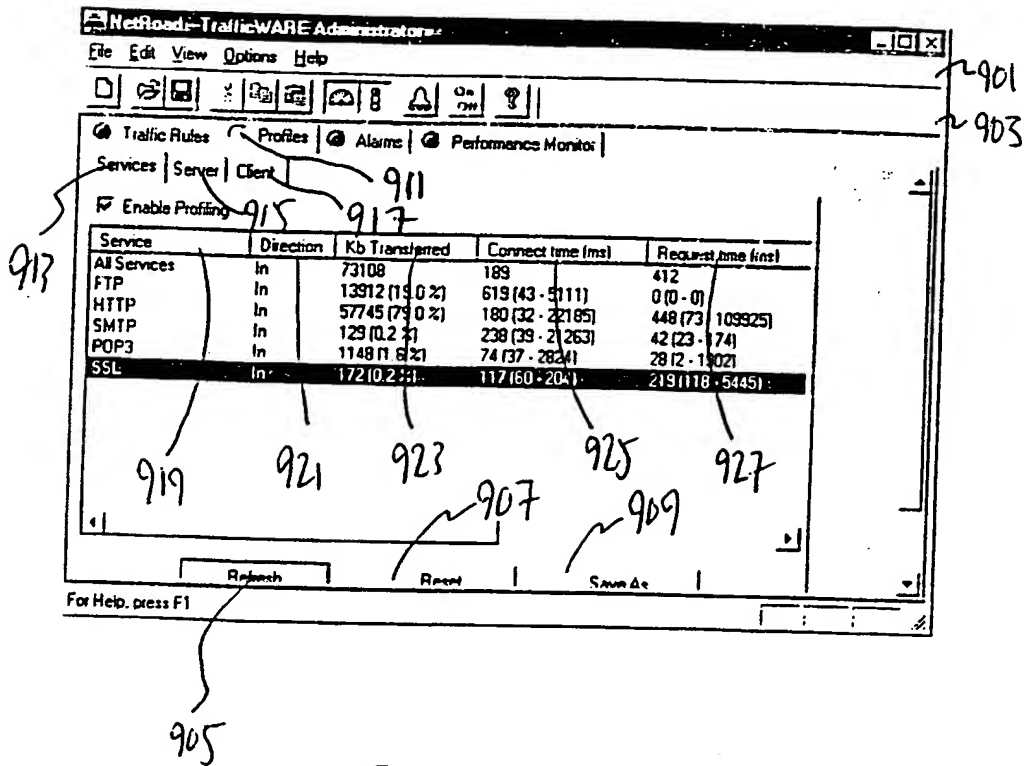 NetRoads-TrafficWARE Administrator
File Edit View Options Help
901
On
Off
903
Traffic Rules Profiles Alarms Performance Monitor
Services Server Client
911
Enable Profiling
915 917
913
Service Direction Kb Transferred Connect time (ms) Request time (ms)
All Services In 73108 189 412
FTP In 13912 (19.0 %) 619 (43 - 5111) 0 (0 - 0)
HTTP In 57745 (79.0 %) 180 (32 - 22185) 448 (73 - 109925)
SMTP In 129 (0.2 %) 238 (39 - 21263) 42 (23 - 174)
POP3 In 1148 (1.6 %) 74 (37 - 2824) 28 (2 - 1302)
SSL In 172 (0.2 %) 117 (60 - 204) 219 (118 - 5445)
919 921 923 925 927
907 909
Refresh Reset Save As
For Help, press F1
905